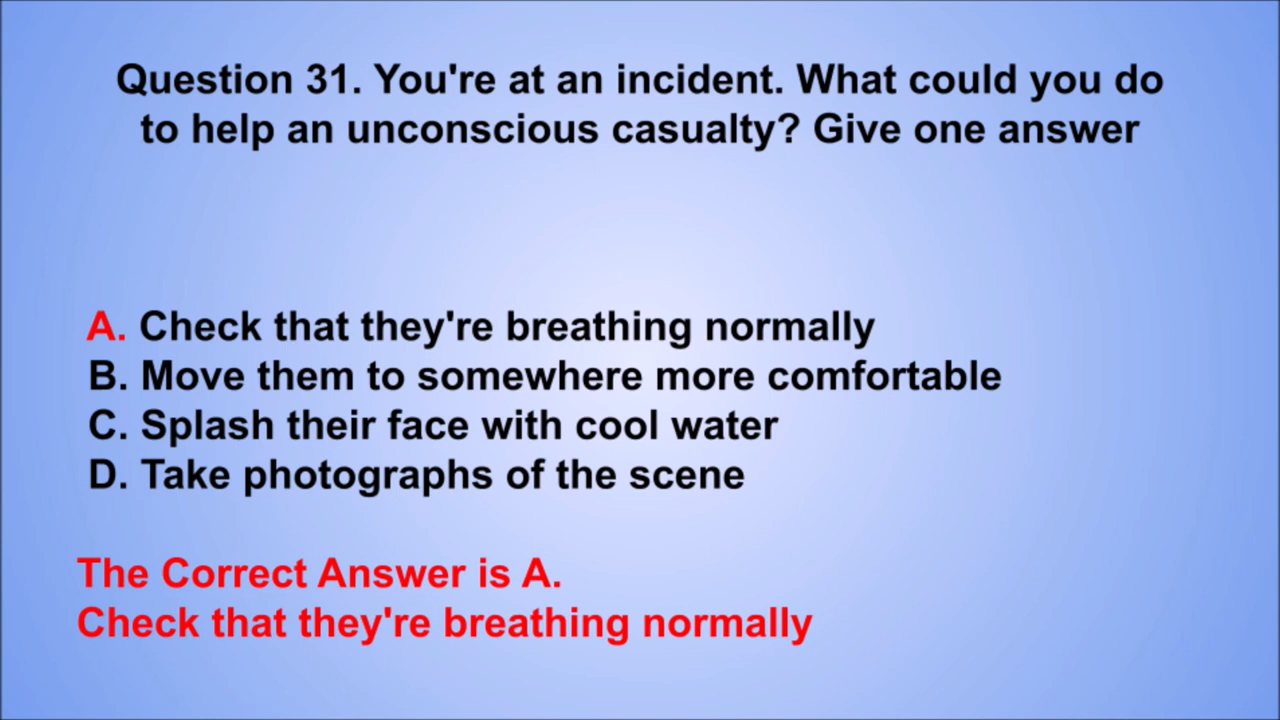 Question 31. You're at an incident. What could you do
to help an unconscious casualty? Give one answer
A. Check that they're breathing normally
B. Move them to somewhere more comfortable
C. Splash their face with cool water
D. Take photographs of the scene
The Correct Answer is A.
Check that they're breathing normally